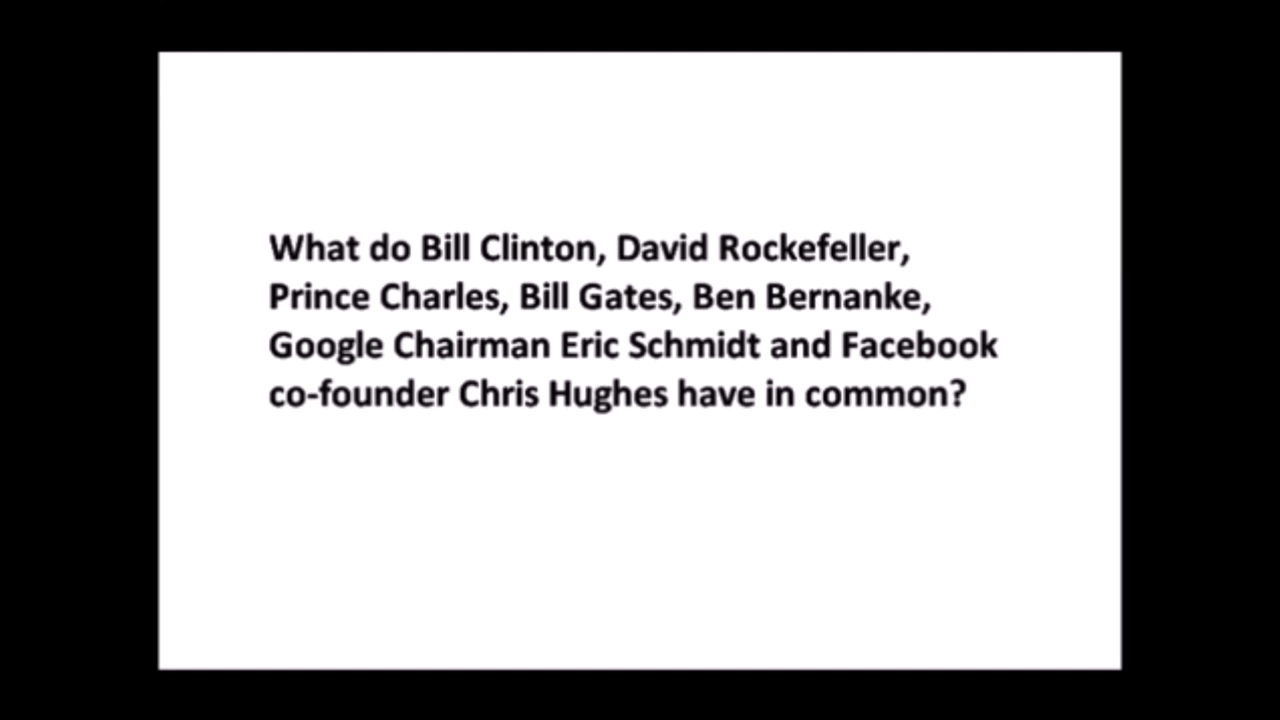 What do Bill Clinton, David Rockefeller,
Prince Charles, Bill Gates, Ben Bernanke,
Google Chairman Eric Schmidt and Facebook
co-founder Chris Hughes have in common?